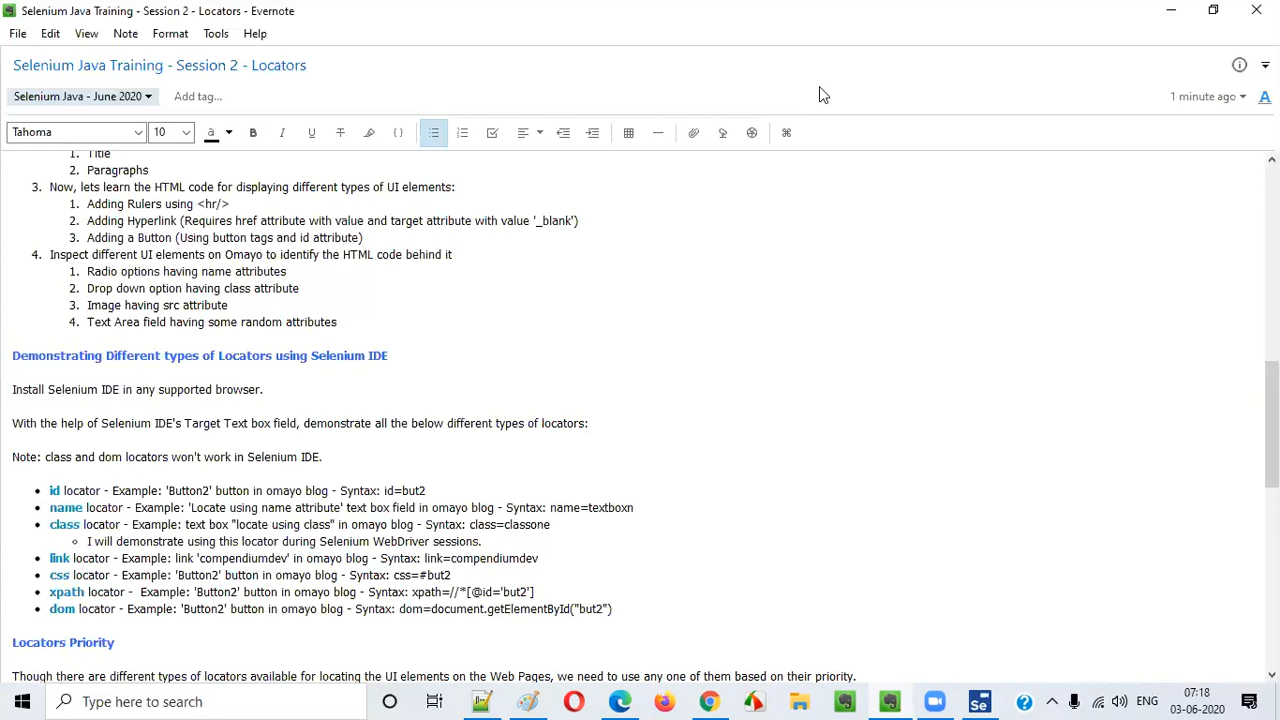 Selenium Java Training - Session 2 - Locators - Evernote
File Edit View Note Format Tools Help
Selenium Java Training - Session 2 - Locators
Selenium Java - June 2020 Add tag... 1 minute ago
Tahoma 10
1. Title
2. Paragraphs
3. Now, lets learn the HTML code for displaying different types of UI elements:
1. Adding Rulers using <hr/>
2. Adding Hyperlink (Requires href attribute with value and target attribute with value '_blank')
3. Adding a Button (Using button tags and id attribute)
4. Inspect different UI elements on Omayo to identify the HTML code behind it
1. Radio options having name attributes
2. Drop down option having class attribute
3. Image having src attribute
4. Text Area field having some random attributes
Demonstrating Different types of Locators using Selenium IDE
Install Selenium IDE in any supported browser.
With the help of Selenium IDE's Target Text box field, demonstrate all the below different types of locators:
Note: class and dom locators won't work in Selenium IDE.
• id locator - Example: 'Button2' button in omayo blog - Syntax: id=but2
• name locator - Example: 'Locate using name attribute' text box field in omayo blog - Syntax: name=textboxn
• class locator - Example: text box "locate using class" in omayo blog - Syntax: class=classone
◦ I will demonstrate using this locator during Selenium WebDriver sessions.
• link locator - Example: link 'compendiumdev' in omayo blog - Syntax: link=compendiumdev
• css locator - Example: 'Button2' button in omayo blog - Syntax: css=#but2
• xpath locator -  Example: 'Button2' button in omayo blog - Syntax: xpath=//*[@id='but2']
• dom locator - Example: 'Button2' button in omayo blog - Syntax: dom=document.getElementById("but2")
Locators Priority
Though there are different types of locators available for locating the UI elements on the Web Pages, we need to use any one of them based on their priority.
Type here to search
Se
ENG
07:18
03-06-2020